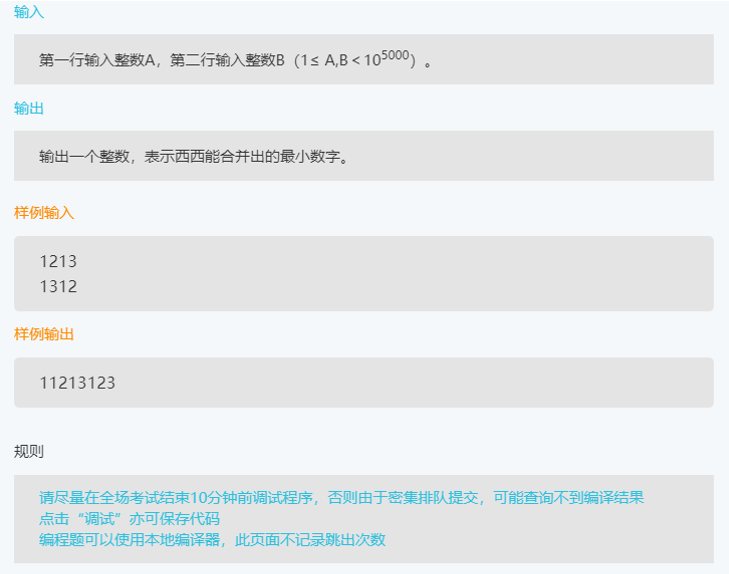 输入
第一行输入整数A，第二行输入整数B（1≤ A,B < 10^5000）。
输出
输出一个整数，表示西西能合并出的最小数字。
样例输入
1213
1312
样例输出
11213123
规则
请尽量在全场考试结束10分钟前调试程序，否则由于密集排队提交，可能查询不到编译结果
点击“调试”亦可保存代码
编程题可以使用本地编译器，此页面不记录跳出次数